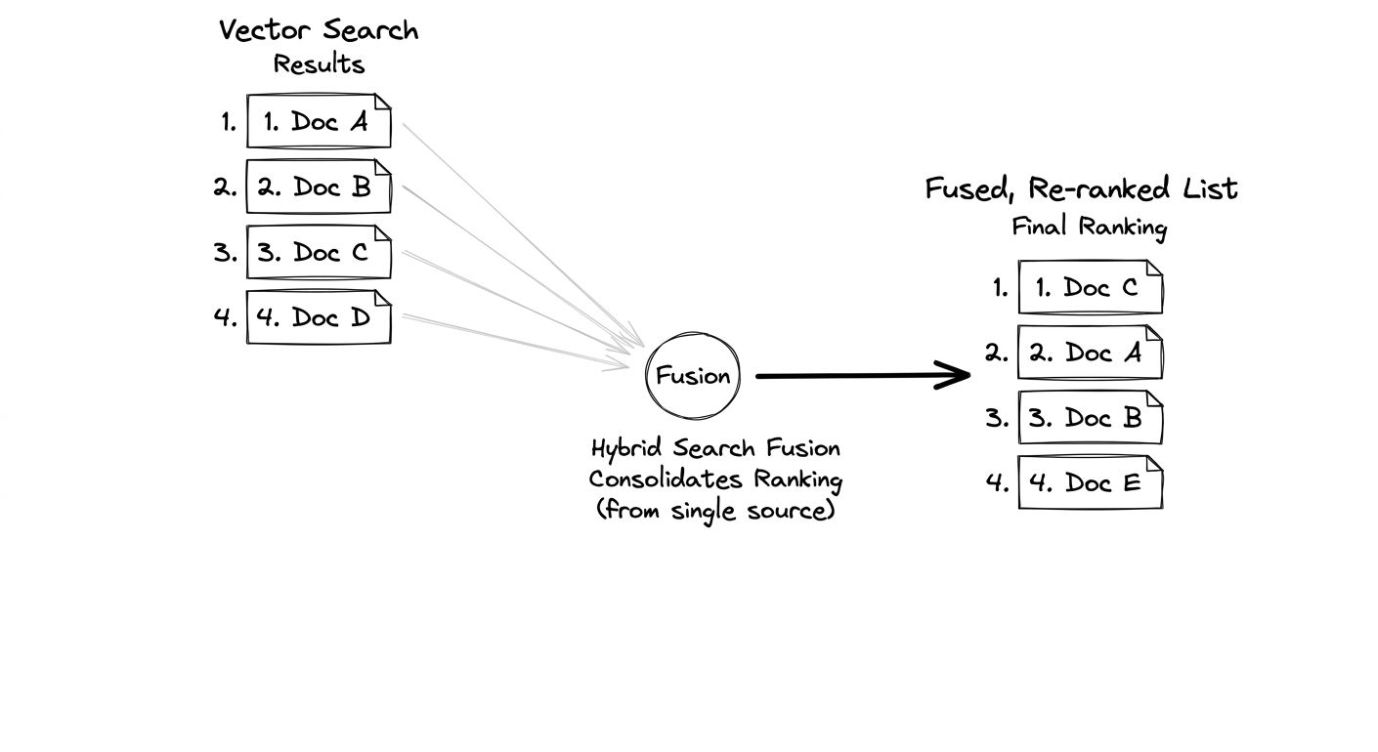 Vector Search
Results
1. 1. Doc A
2. 2. Doc B
3. 3. Doc C
4. 4. Doc D
Fusion
Hybrid Search Fusion
Consolidates Ranking
(from single source)
Fused, Re-ranked List
Final Ranking
1. 1. Doc C
2. 2. Doc A
3. 3. Doc B
4. 4. Doc E